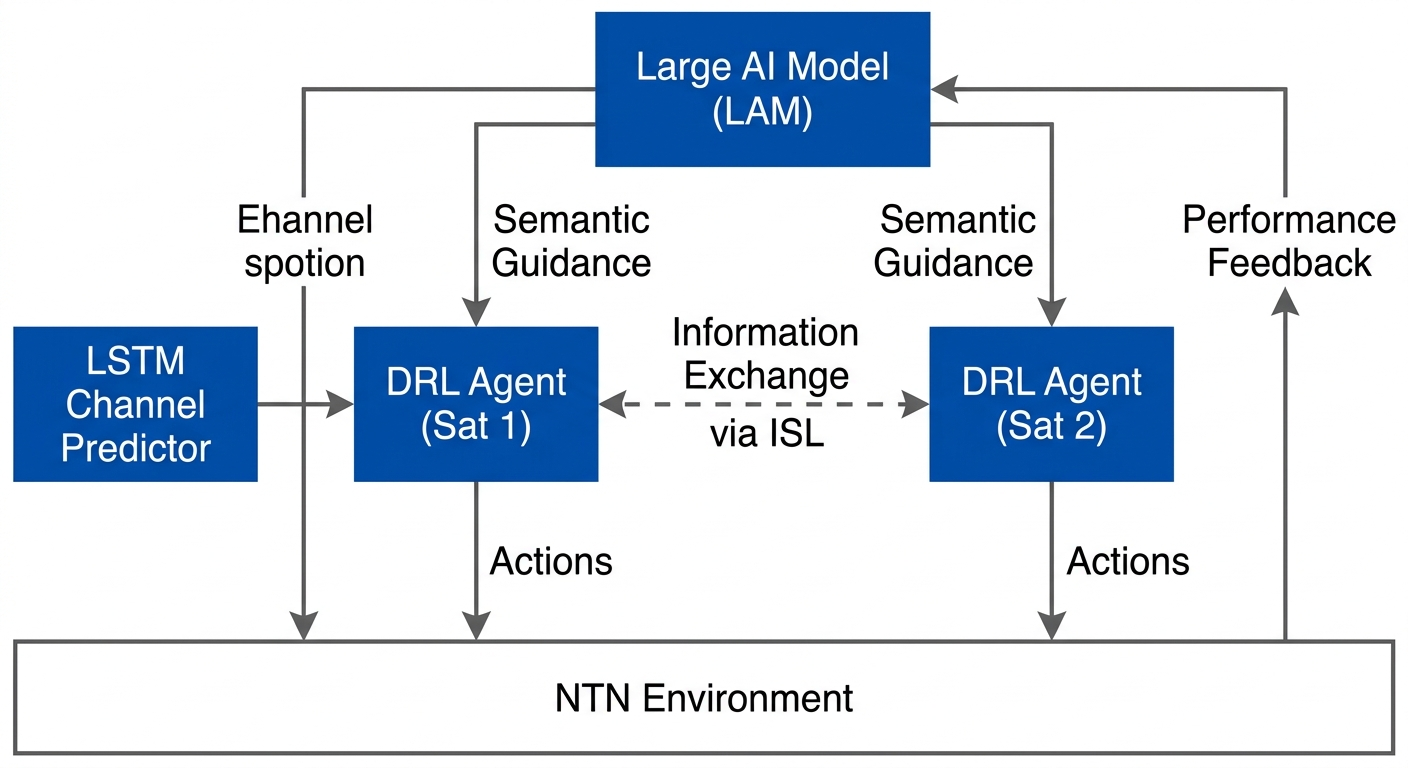 Large AI Model
(LAM)
Ehannel
spotion
Semantic
Guidance
Semantic
Guidance
Performance
Feedback
LSTM
Channel
Predictor
DRL Agent
(Sat 1)
Information
Exchange
via ISL
DRL Agent
(Sat 2)
Actions
Actions
NTN Environment